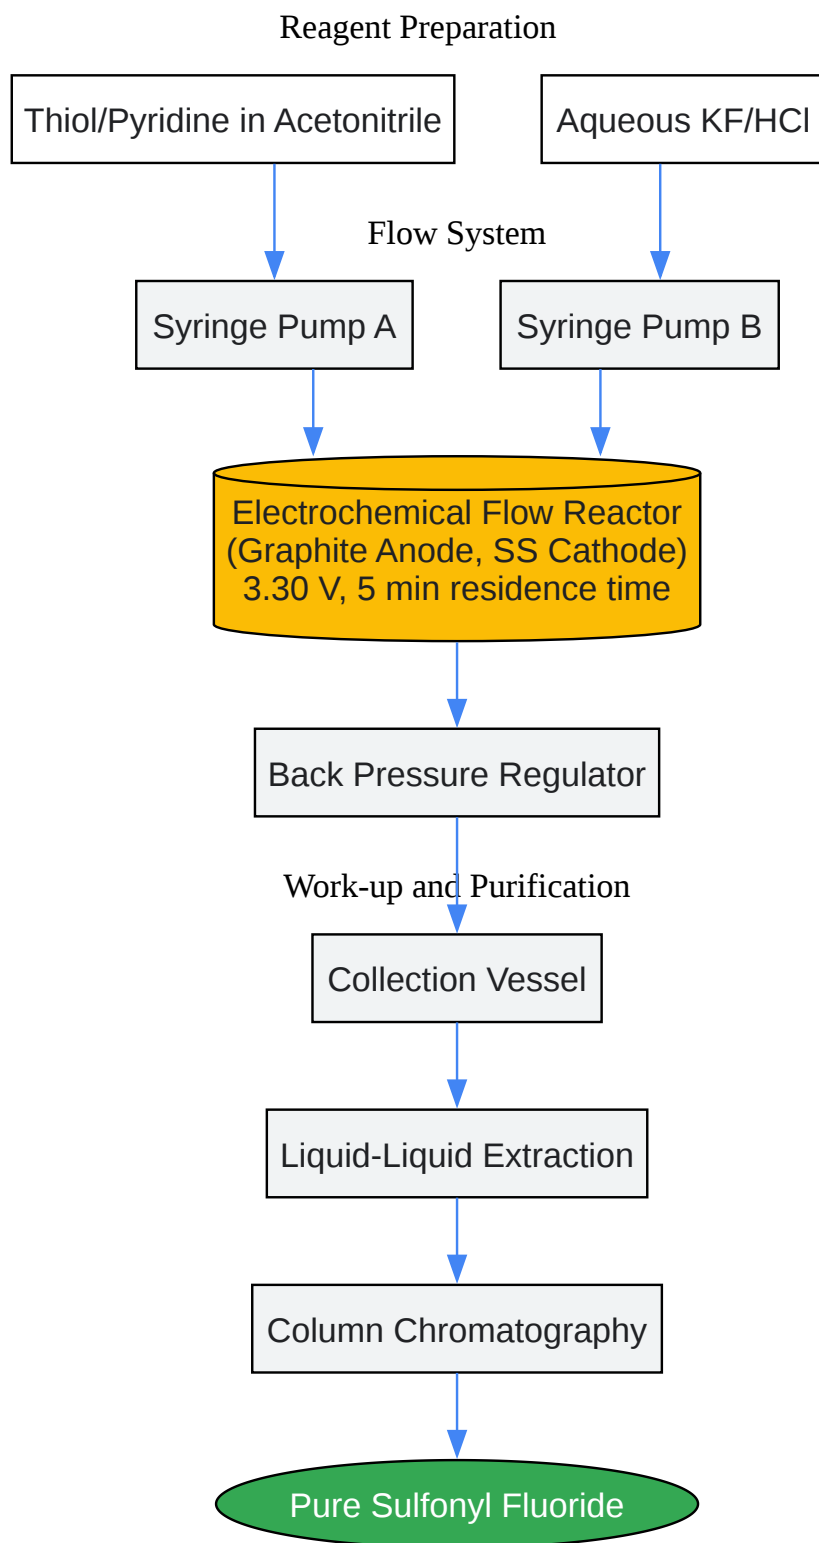 Reagent Preparation
Thiol/Pyridine in Acetonitrile
Aqueous KF/HCl
Flow System
Syringe Pump A
Syringe Pump B
Electrochemical Flow Reactor
(Graphite Anode, SS Cathode)
3.30 V, 5 min residence time
Back Pressure Regulator
Work-up and Purification
Collection Vessel
Liquid-Liquid Extraction
Column Chromatography
Pure Sulfonyl Fluoride